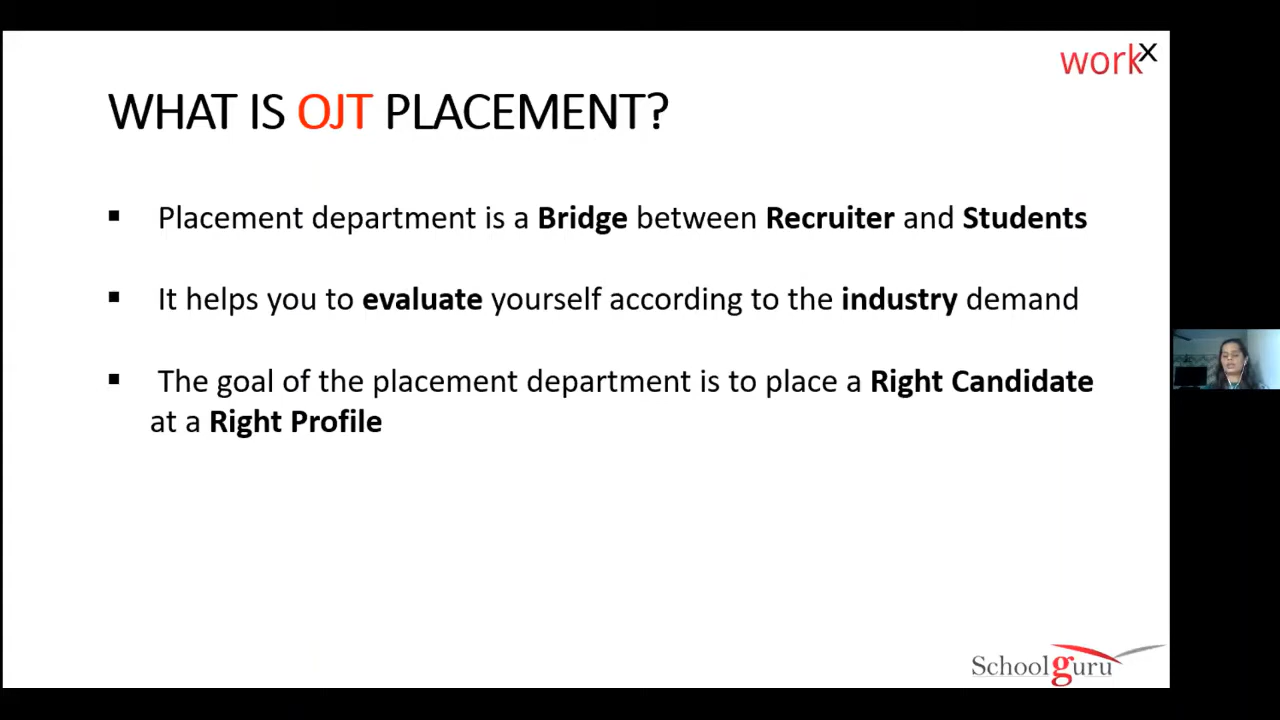 workx
WHAT IS OJT PLACEMENT?
▪ Placement department is a Bridge between Recruiter and Students
▪ It helps you to evaluate yourself according to the industry demand
▪ The goal of the placement department is to place a Right Candidate
at a Right Profile
Schoolguru